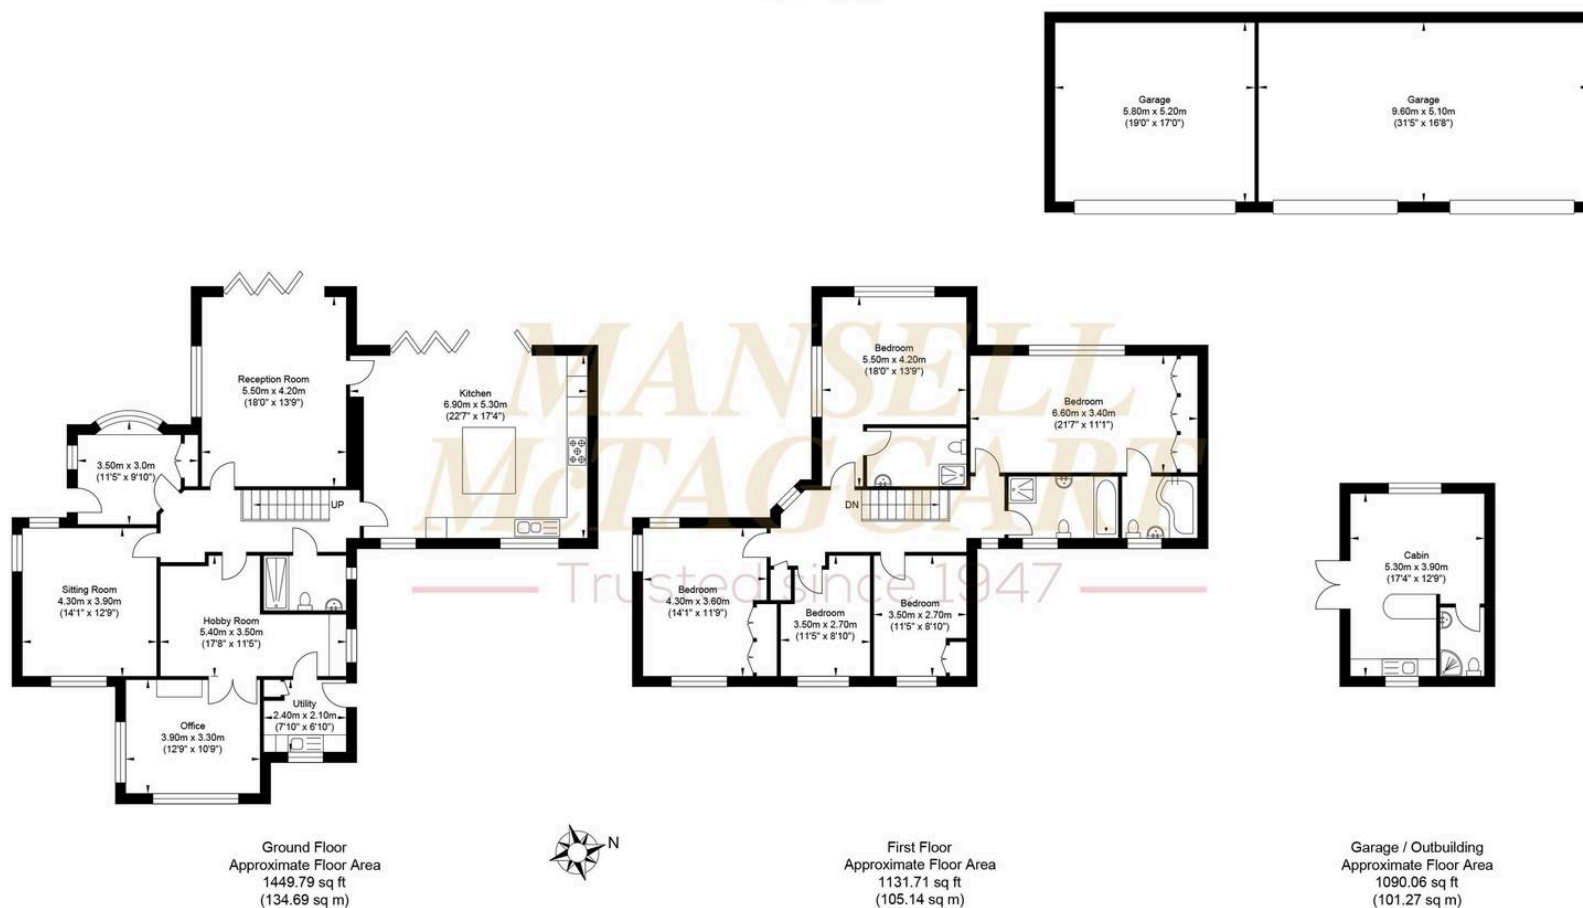 Garage
5.80m x 5.20m
(19'0" x 17'0")
Garage
9.60m x 5.10m
(31'5" x 16'8")
Reception Room
5.50m x 4.20m
(18'0" x 13'9")
Kitchen
6.90m x 5.30m
(22'7" x 17'4")
3.50m x 3.0m
(11'5" x 9'10")
UP
Sitting Room
4.30m x 3.90m
(14'1" x 12'9")
Hobby Room
5.40m x 3.50m
(17'8" x 11'5")
Utility
2.40m x 2.10m
(7'10" x 6'10")
Office
3.90m x 3.30m
(12'9" x 10'9")
Bedroom
5.50m x 4.20m
(18'0" x 13'9")
Bedroom
6.60m x 3.40m
(21'7" x 11'1")
DN
Bedroom
4.30m x 3.60m
(14'1" x 11'9")
Bedroom
3.50m x 2.70m
(11'5" x 8'10")
Bedroom
3.50m x 2.70m
(11'5" x 8'10")
Cabin
5.30m x 3.90m
(17'4" x 12'9")
MANSELL
McTAGGART
Trusted since 1947
Ground Floor
Approximate Floor Area
1449.79 sq ft
(134.69 sq m)
N
First Floor
Approximate Floor Area
1131.71 sq ft
(105.14 sq m)
Garage / Outbuilding
Approximate Floor Area
1090.06 sq ft
(101.27 sq m)